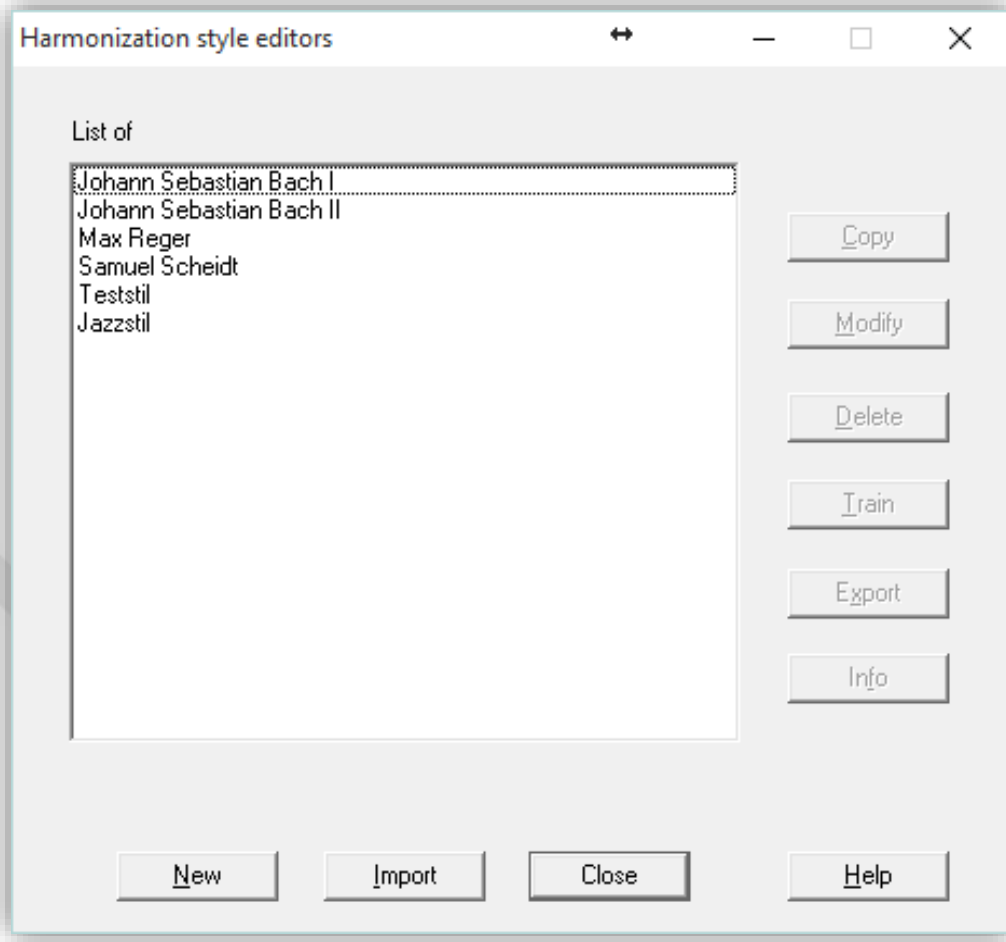 Harmonization style editors
List of
Johann Sebastian Bach I
Johann Sebastian Bach II
Max Reger
Samuel Scheidt
Teststil
Jazzstil
Copy
Modify
Delete
Train
Export
Info
New Import Close Help